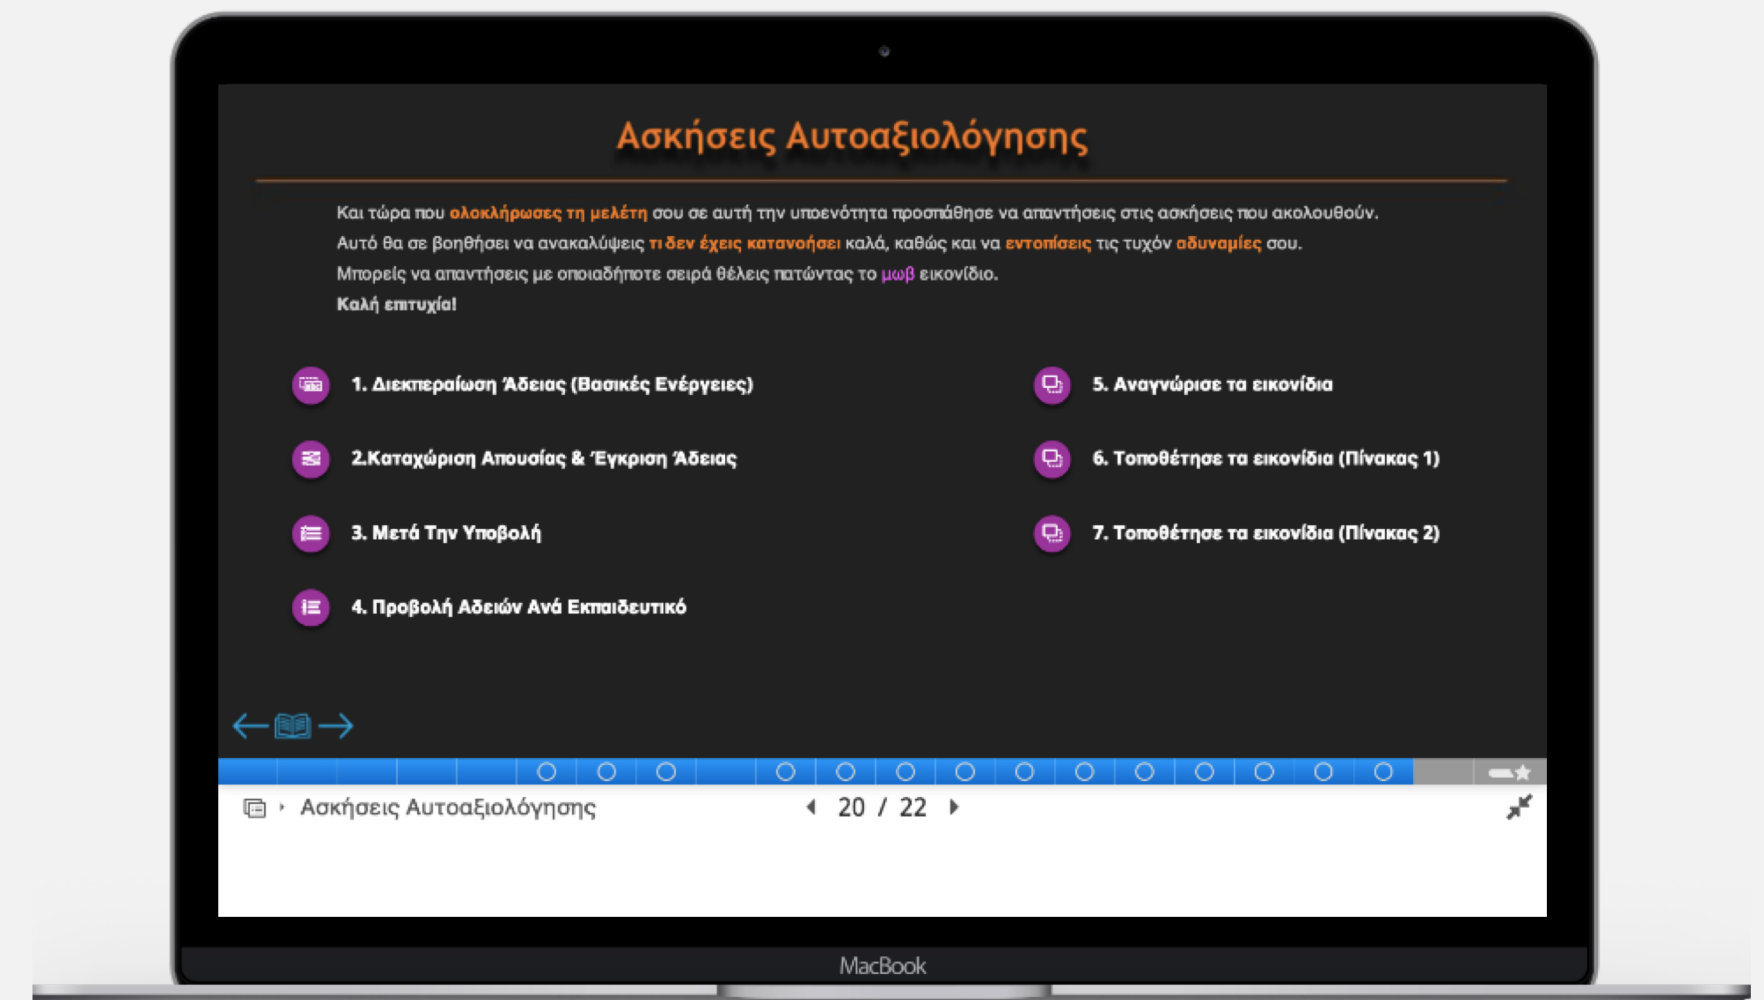 Ασκήσεις Αυτοαξιολόγησης
Και τώρα που ολοκλήρωσες τη μελέτη σου σε αυτή την υποενότητα προσπάθησε να απαντήσεις στις ασκήσεις που ακολουθούν.
Αυτό θα σε βοηθήσει να ανακαλύψεις τι δεν έχεις κατανοήσει καλά, καθώς και να εντοπίσεις τις τυχόν αδυναμίες σου.
Μπορείς να απαντήσεις με οποιαδήποτε σειρά θέλεις πατώντας το μωβ εικονίδιο.
Καλή επιτυχία!
1. Διεκπεραίωση Άδειας (Βασικές Ενέργειες)
2.Καταχώριση Απουσίας & Έγκριση Άδειας
3. Μετά Την Υποβολή
4. Προβολή Αδειών Ανά Εκπαιδευτικό
5. Αναγνώρισε τα εικονίδια
6. Τοποθέτησε τα εικονίδια (Πίνακας 1)
7. Τοποθέτησε τα εικονίδια (Πίνακας 2)
Ασκήσεις Αυτοαξιολόγησης
20 / 22
MacBook